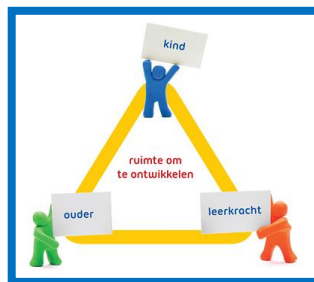 kind
ruimte om
te ontwikkelen
ouder
leerkracht